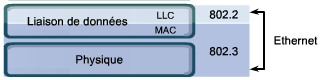 Liaison de données
LLC
MAC
802.2
802.3
Ethernet
Physique